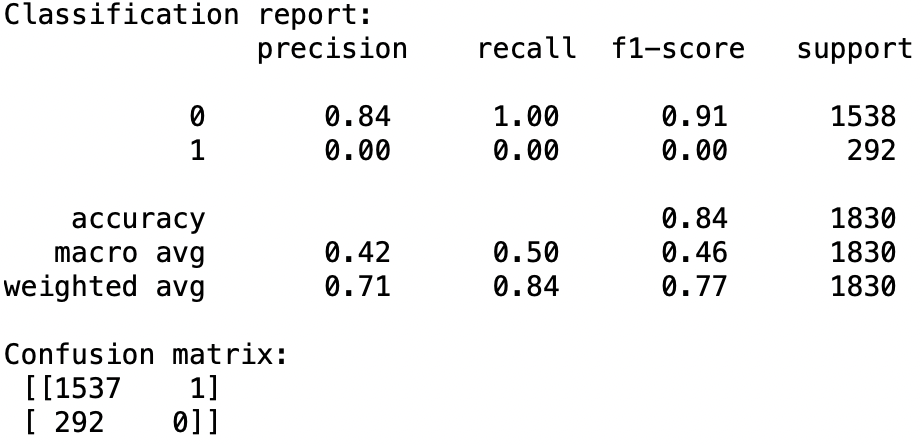 Classification report:
precision recall f1-score support
0 0.84 1.00 0.91 1538
1 0.00 0.00 0.00 292
accuracy 0.84 1830
macro avg 0.42 0.50 0.46 1830
weighted avg 0.71 0.84 0.77 1830
Confusion matrix:
[[1537 1]
[ 292 0]]